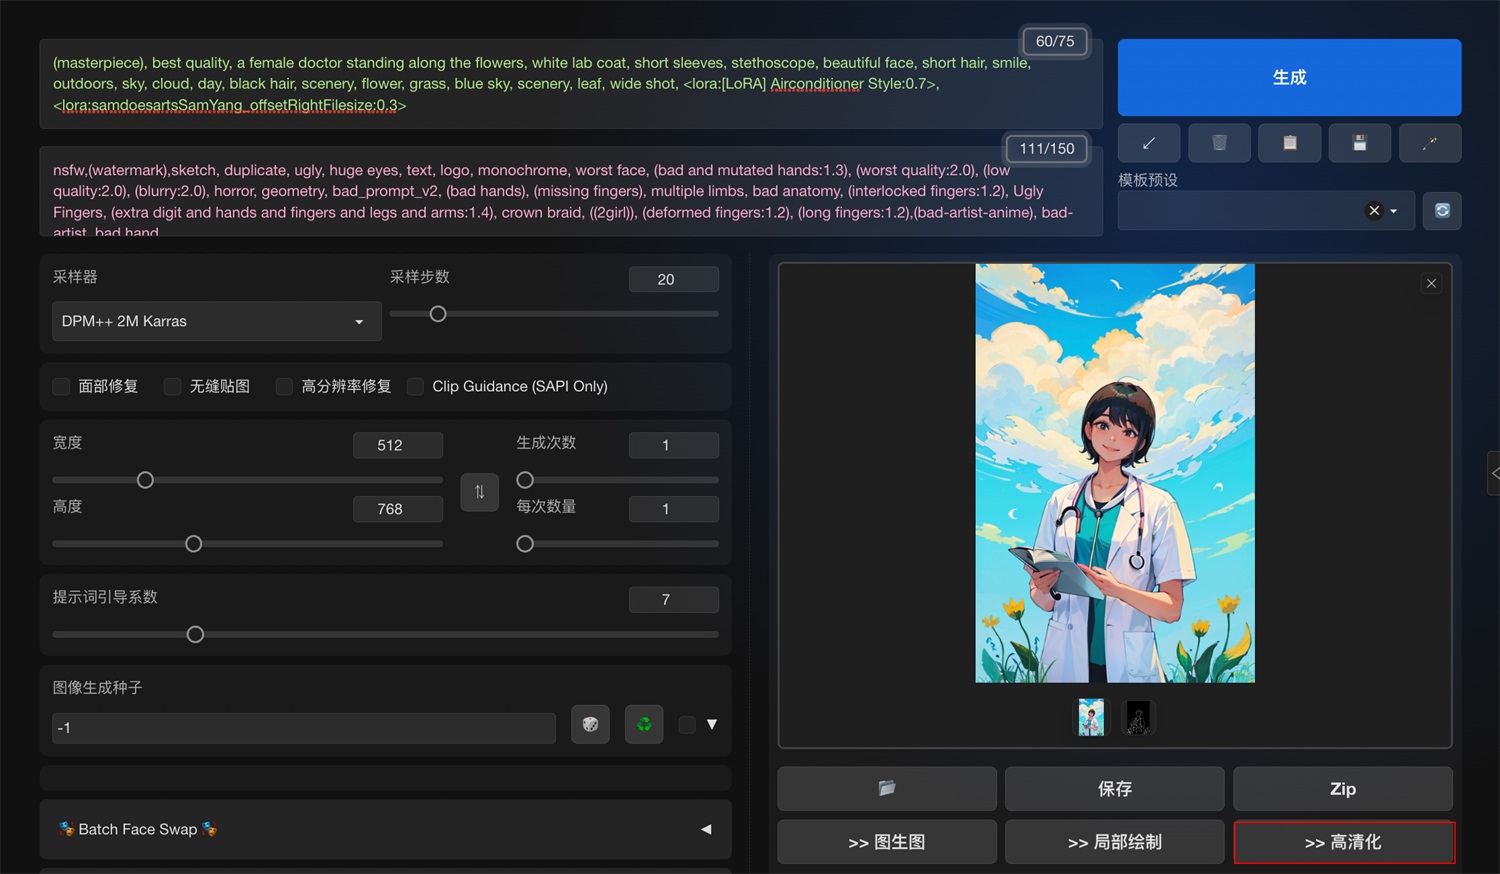 60/75
(masterpiece), best quality, a female doctor standing along the flowers, white lab coat, short sleeves, stethoscope, beautiful face, short hair, smile,
outdoors, sky, cloud, day, black hair, scenery, flower, grass, blue sky, scenery, leaf, wide shot, <lora:[LoRA] Airconditioner Style:0.7>,
<lora:samdoesartsSamYang_offsetRightFilesize:0.3>
生成
111/150
nsfw,(watermark),sketch, duplicate, ugly, huge eyes, text, logo, monochrome, worst face, (bad and mutated hands:1.3), (worst quality:2.0), (low
quality:2.0), (blurry:2.0), horror, geometry, bad_prompt_v2, (bad hands), (missing fingers), multiple limbs, bad anatomy, (interlocked fingers:1.2), Ugly
Fingers, (extra digit and hands and fingers and legs and arms:1.4), crown braid, ((2girl)), (deformed fingers:1.2), (long fingers:1.2),(bad-artist-anime), bad-
artist, bad hand
模板预设
采样器
采样步数
20
DPM++ 2M Karras
面部修复
无缝贴图
高分辨率修复
Clip Guidance (SAPI Only)
宽度
512
生成次数
1
高度
768
每次数量
1
提示词引导系数
7
图像生成种子
-1
Batch Face Swap
保存
Zip
>> 图生图
>> 局部绘制
>> 高清化